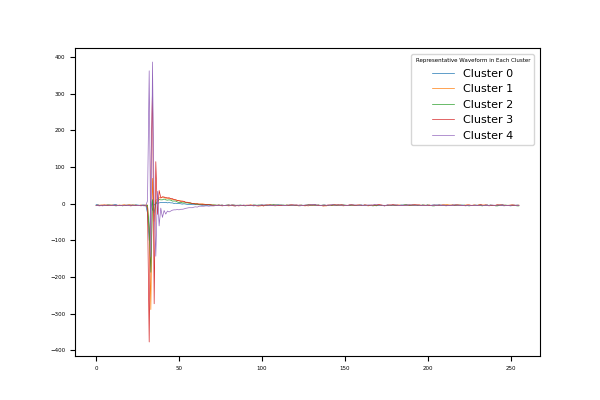 Representative Waveform in Each Cluster
Cluster 0
Cluster 1
Cluster 2
Cluster 3
Cluster 4
400
300
200
100
0
−100
−200
−300
−400
0
50
100
150
200
250